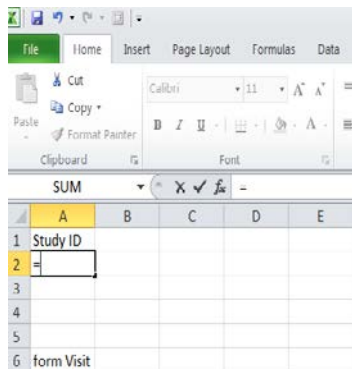 File Home Insert Page Layout Formulas Data
Cut
Calibri 11 A A
Copy
Paste
Format Painter
B I U A
Clipboard Font
SUM X ✓ fx =
A B C D E
1 Study ID
2 =
3
4
5
6 form Visit